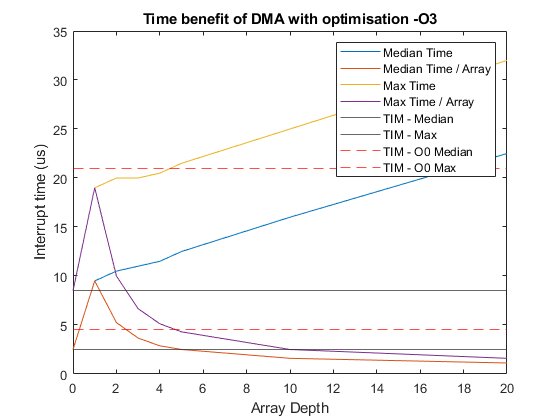 Time benefit of DMA with optimisation -O3
35
30
25
20
15
10
5
0
Interrupt time (us)
Median Time
Median Time / Array
Max Time
Max Time / Array
TIM - Median
TIM - Max
TIM - O0 Median
TIM - O0 Max
0 2 4 6 8 10 12 14 16 18 20
Array Depth